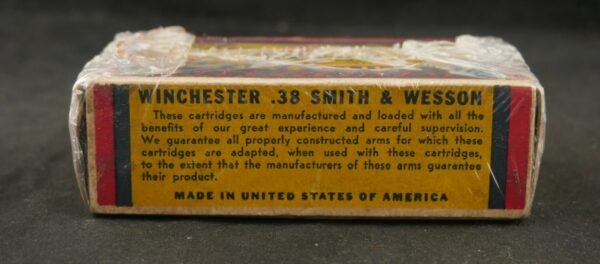 WINCHESTER .38 SMITH & WESSON
These cartridges are manufactured and loaded with all the
benefits of our great experience and careful supervision.
We guarantee all properly constructed arms for which these
cartridges are adapted, when used with these cartridges,
to the extent that the manufacturers of these arms guarantee
their product.
MADE IN UNITED STATES OF AMERICA